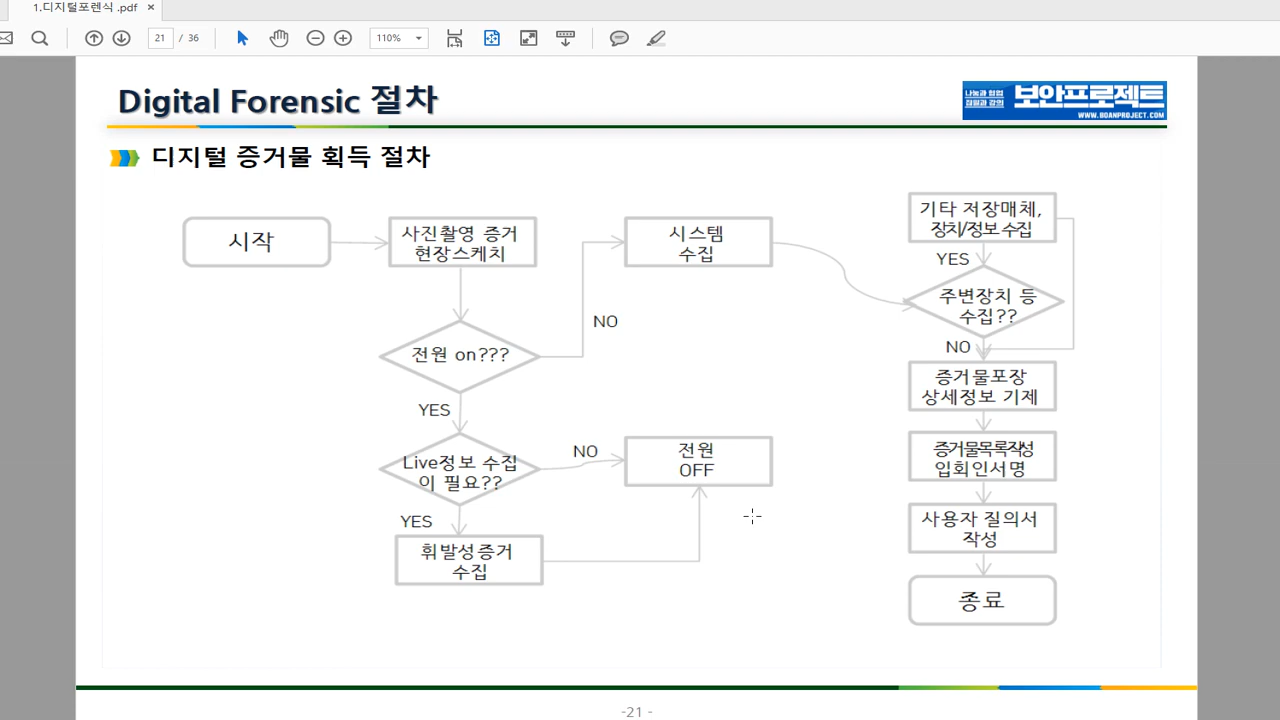 1.디지털포렌식 .pdf ×
21 / 36
110%
Digital Forensic 절차
나눔과 협업
집필과 강의
보안프로젝트
WWW.BOANPROJECT.COM
디지털 증거물 획득 절차
시작
사진촬영 증거
현장스케치
시스템
수집
기타 저장매체,
장치/정보 수집
YES
주변장치 등
수집??
NO
NO
전원 on???
YES
증거물포장
상세정보 기제
Live정보 수집
이 필요??
NO
전원
OFF
증거물목록작성
입회인서명
YES
휘발성증거
수집
사용자 질의서
작성
종료
-21 -